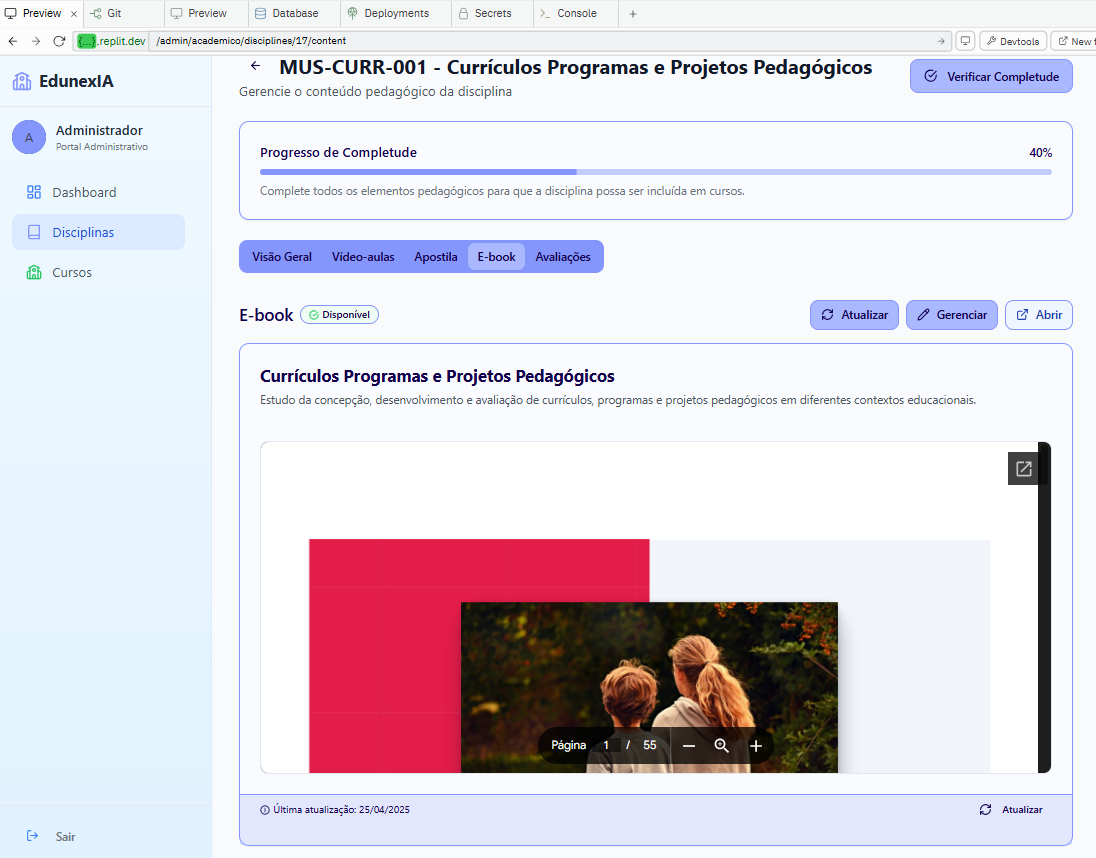 Preview
Git
Preview
Database
Deployments
Secrets
Console
{...}.replit.dev /admin/academico/disciplines/17/content
Devtools
New t
EdunexIA
A
Administrador
Portal Administrativo
Dashboard
Disciplinas
Cursos
Sair
MUS-CURR-001 - Currículos Programas e Projetos Pedagógicos
Gerencie o conteúdo pedagógico da disciplina
Verificar Completude
Progresso de Completude 40%
Complete todos os elementos pedagógicos para que a disciplina possa ser incluída em cursos.
Visão Geral Vídeo-aulas Apostila E-book Avaliações
E-book Disponível
Atualizar Gerenciar Abrir
Currículos Programas e Projetos Pedagógicos
Estudo da concepção, desenvolvimento e avaliação de currículos, programas e projetos pedagógicos em diferentes contextos educacionais.
Página 1 / 55
Última atualização: 25/04/2025 Atualizar